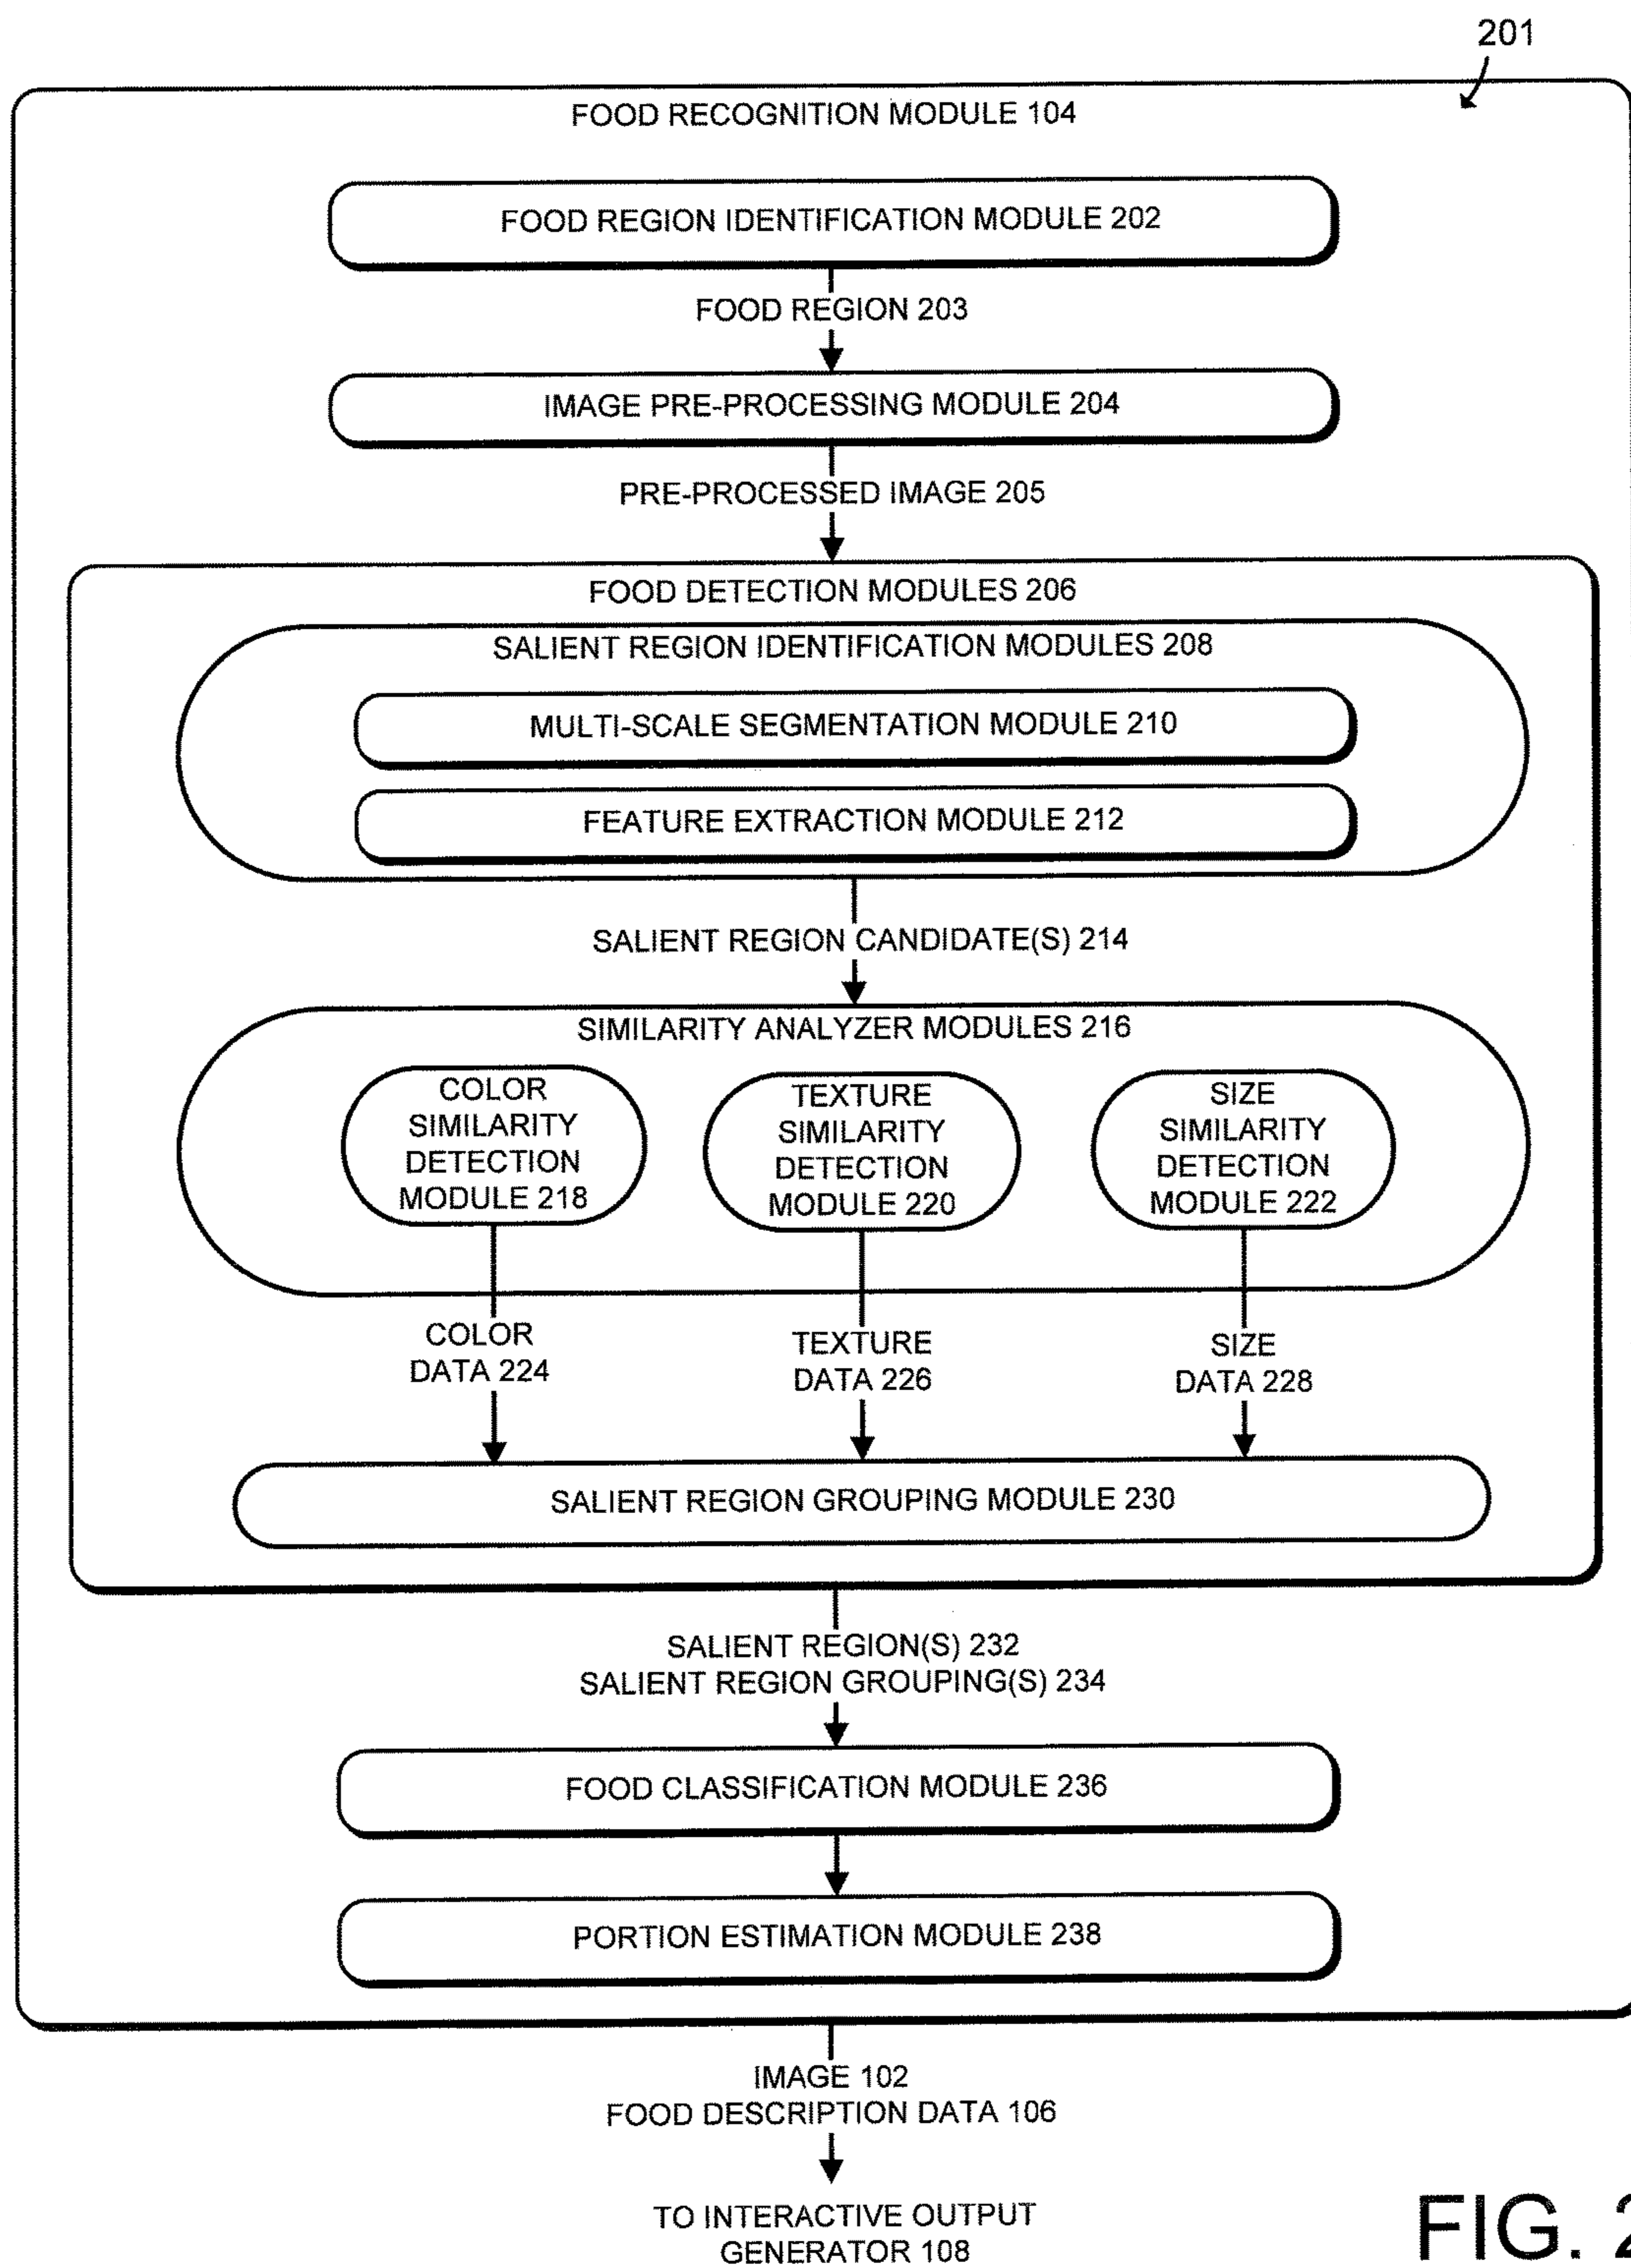 201
FOOD RECOGNITION MODULE 104
FOOD REGION IDENTIFICATION MODULE 202
FOOD REGION 203
IMAGE PRE-PROCESSING MODULE 204
PRE-PROCESSED IMAGE 205
FOOD DETECTION MODULES 206
SALIENT REGION IDENTIFICATION MODULES 208
MULTI-SCALE SEGMENTATION MODULE 210
FEATURE EXTRACTION MODULE 212
SALIENT REGION CANDIDATE(S) 214
SIMILARITY ANALYZER MODULES 216
COLOR
SIMILARITY
DETECTION
MODULE 218
TEXTURE
SIMILARITY
DETECTION
MODULE 220
SIZE
SIMILARITY
DETECTION
MODULE 222
COLOR
DATA 224
TEXTURE
DATA 226
SIZE
DATA 228
SALIENT REGION GROUPING MODULE 230
SALIENT REGION(S) 232
SALIENT REGION GROUPING(S) 234
FOOD CLASSIFICATION MODULE 236
PORTION ESTIMATION MODULE 238
IMAGE 102
FOOD DESCRIPTION DATA 106
TO INTERACTIVE OUTPUT
GENERATOR 108
FIG. 2